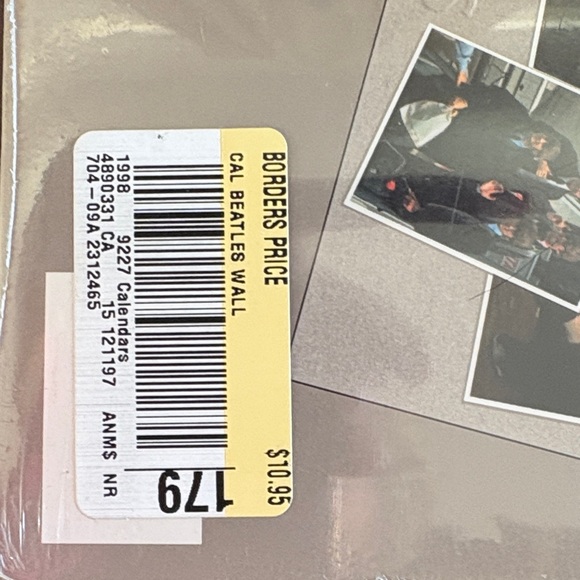 BORDERS PRICE $10.95
CAL BEATLES WALL
179
9227 Calendars
1998
4890331 CA 15 121197 ANMS NR
704-09A 2312465